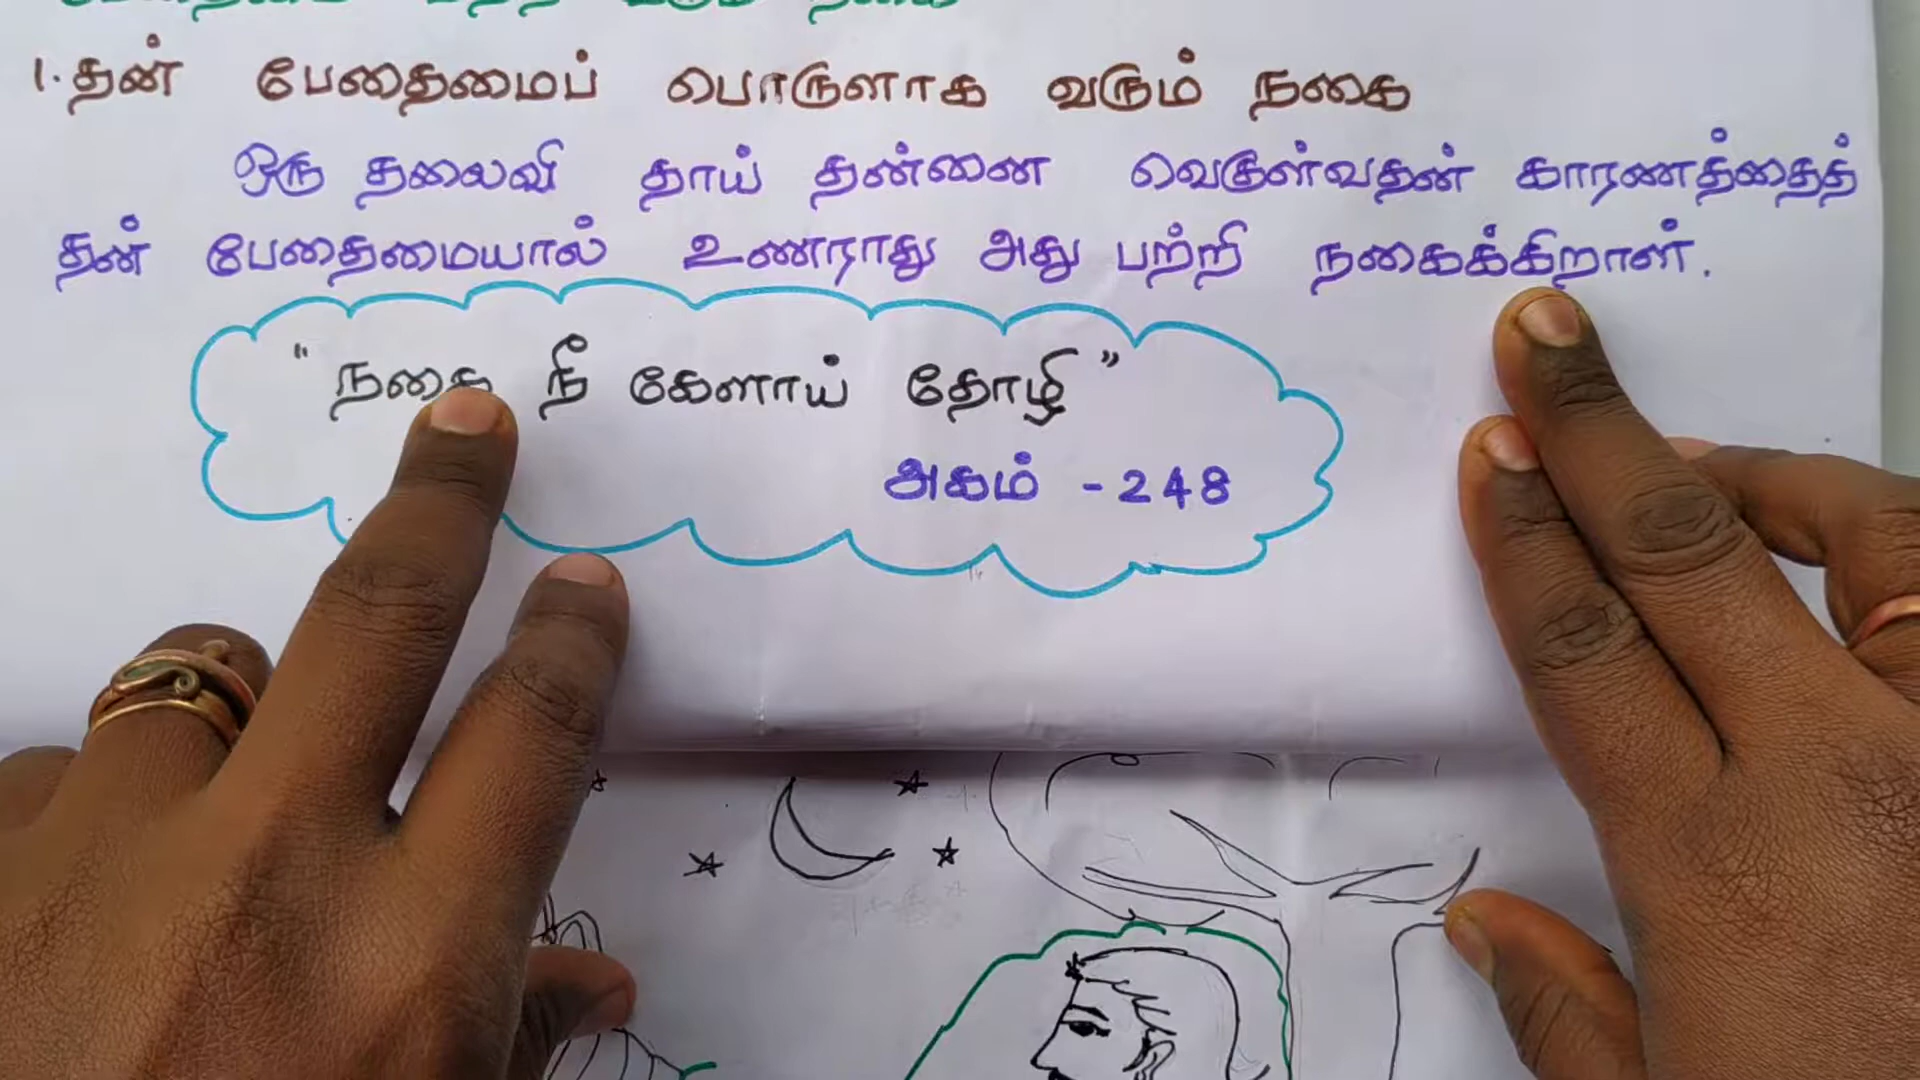 1. தன் பேதைமைப் பொருளாக வரும் நகை
ஒரு தலைவி தாய் தன்னை வெகுள்வதன் காரணத்தைத்
தன் பேதைமையால் உணராது அது பற்றி நகைக்கிறாள்.
"நகை நீ கேளாய் தோழி"
அகம் - 248